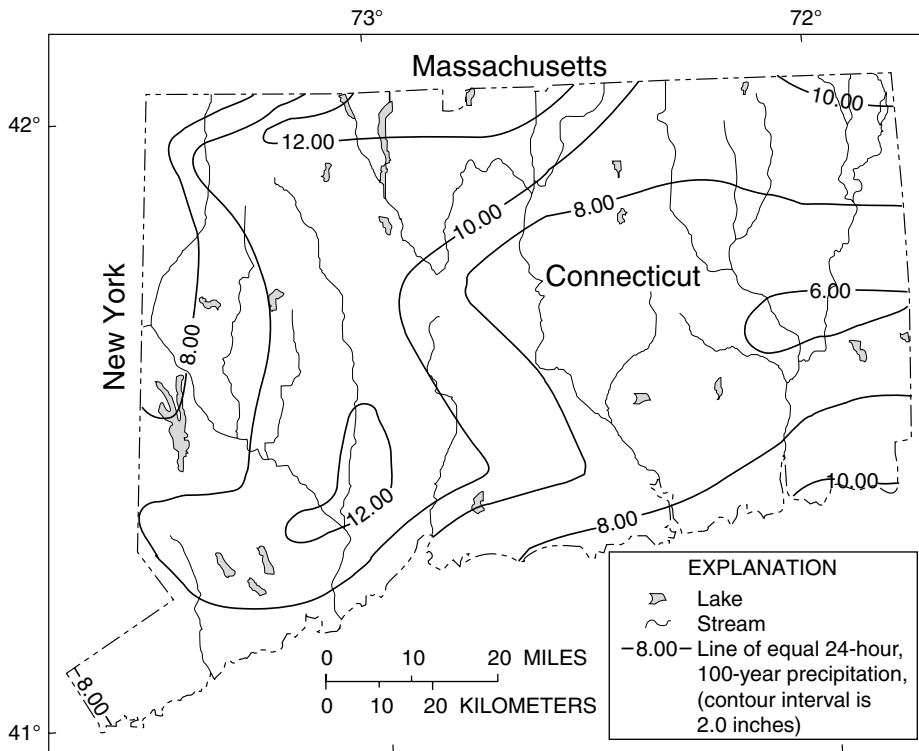 73°
72°
Massachusetts
10.00
42°
12.00
10.00
8.00
Connecticut
New York
6.00
8.00
12.00
10.00
8.00
EXPLANATION
Lake
Stream
8.00 Line of equal 24-hour,
100-year precipitation,
(contour interval is
2.0 inches)
0 10 20 MILES
0 10 20 KILOMETERS
8.00
41°